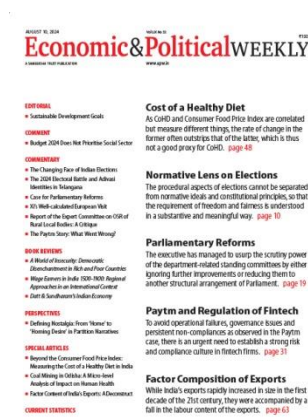 AUGUST 10, 2024
Economic&PoliticalWEEKLY
A SAMEEKSHA TRUST PUBLICATION
www.epw.in
EDITORIAL
Sustainable Development Goals
COMMENT
Budget 2024 Does Not Prioritise Social Sector
COMMENTARY
The Changing Face of Indian Elections
The 2024 Electoral Battle and Adivasi
Identities in Telangana
Case for Parliamentary Reforms
Xi's Well-calculated European Visit
Report of the Expert Committee on OSR of
Rural Local Bodies: A Critique
The Paytm Story: What Went Wrong?
BOOK REVIEWS
A World of Insecurity: Democratic
Disenchantment in Rich and Poor Countries
Wage Earners in India 1500–1900: Regional
Approaches in an International Context
Datt & Sundharam's Indian Economy
PERSPECTIVES
Defining Nostalgia: From 'Home' to
'Homing Desire' in Partition Narratives
SPECIAL ARTICLES
Beyond the Consumer Food Price Index:
Measuring the Cost of a Healthy Diet in India
Coal Mining in Odisha: A Micro-level
Analysis of Impact on Human Health
Factor Content of India's Exports: A Deconstruct
CURRENT STATISTICS
Cost of a Healthy Diet
As CoHD and Consumer Food Price Index are correlated
but measure different things, the rate of change in the
former often outstrips that of the latter, which is thus
not a good proxy for CoHD. page 48
Normative Lens on Elections
The procedural aspects of elections cannot be separated
from normative ideals and constitutional principles, so that
the requirement of freedom and fairness is understood
in a substantive and meaningful way. page 10
Parliamentary Reforms
The executive has managed to usurp the scrutiny power
of the department-related standing committees by either
ignoring further improvements or reducing them to
another structural arrangement of Parliament. page 19
Paytm and Regulation of Fintech
To avoid operational failures, governance issues and
persistent non-compliances as observed in the Paytm
case, there is an urgent need to establish a strong risk
and compliance culture in fintech firms. page 31
Factor Composition of Exports
While India's exports rapidly increased in size in the first
decade of the 21st century, they were accompanied by a
fall in the labour content of the exports. page 63